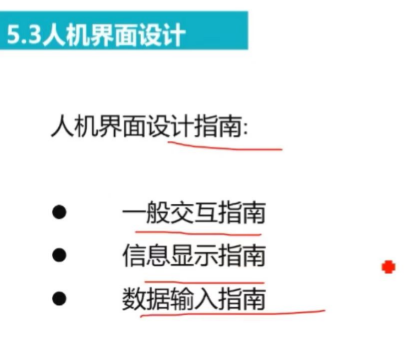 5.3人机界面设计
人机界面设计指南:
● 一般交互指南
● 信息显示指南
● 数据输入指南